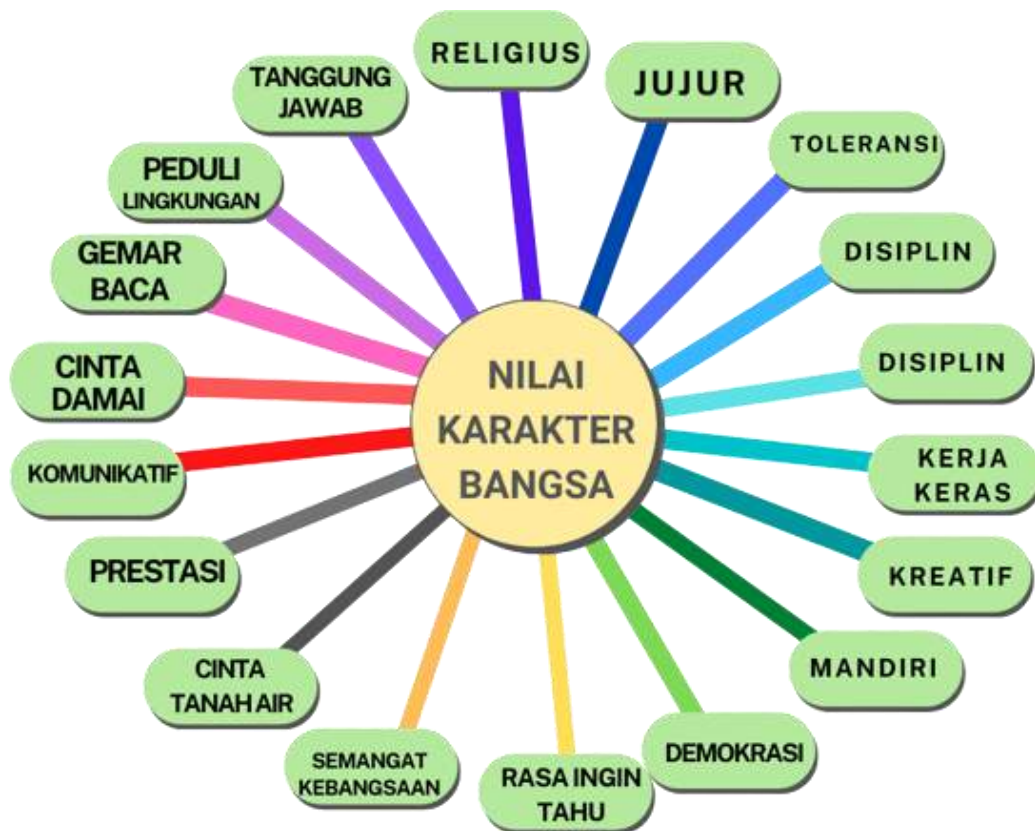 RELIGIUS
JUJUR
TOLERANSI
DISIPLIN
DISIPLIN
KERJA
KERAS
KREATIF
MANDIRI
DEMOKRASI
RASA INGIN
TAHU
SEMANGAT
KEBANGSAAN
CINTA
TANAH AIR
PRESTASI
KOMUNIKATIF
CINTA
DAMAI
GEMAR
BACA
PEDULI
LINGKUNGAN
TANGGUNG
JAWAB
NILAI
KARAKTER
BANGSA